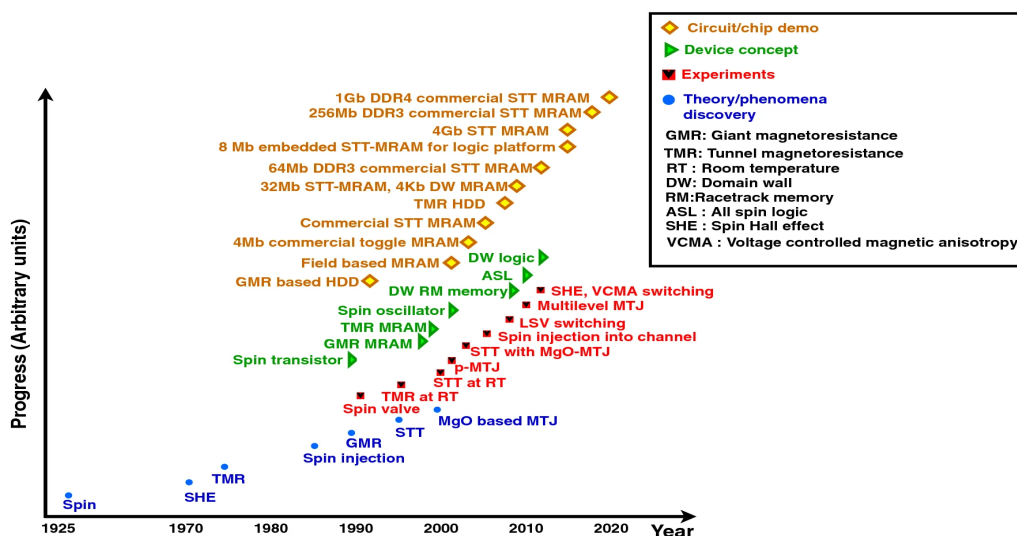 Circuit/chip demo
Device concept
Experiments
Theory/phenomena
discovery
GMR: Giant magnetoresistance
TMR: Tunnel magnetoresistance
RT : Room temperature
DW: Domain wall
RM:Racetrack memory
ASL : All spin logic
SHE : Spin Hall effect
VCMA : Voltage controlled magnetic anisotropy
1Gb DDR4 commercial STT MRAM
256Mb DDR3 commercial STT MRAM
4Gb STT MRAM
8 Mb embedded STT-MRAM for logic platform
64Mb DDR3 commercial STT MRAM
32Mb STT-MRAM, 4Kb DW MRAM
TMR HDD
Commercial STT MRAM
4Mb commercial toggle MRAM
Field based MRAM
GMR based HDD
DW logic
ASL
DW RM memory
Spin oscillator
TMR MRAM
GMR MRAM
Spin transistor
SHE, VCMA switching
Multilevel MTJ
LSV switching
Spin injection into channel
STT with MgO-MTJ
p-MTJ
STT at RT
TMR at RT
Spin valve
MgO based MTJ
STT
GMR
Spin injection
TMR
SHE
Spin
Progress (Arbitrary units)
1925 1970 1980 1990 2000 2010 2020 Year